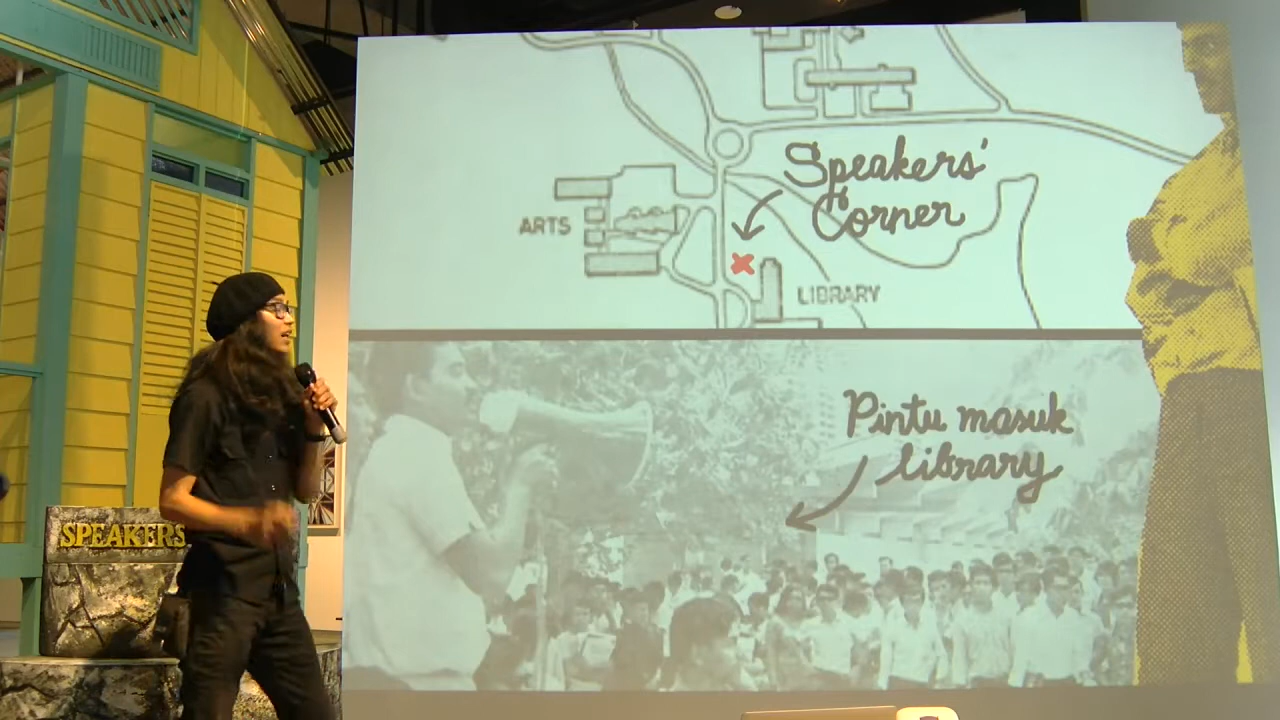 Speakers'
Corner
ARTS
LIBRARY
Pintu masuk
library
SPEAKERS